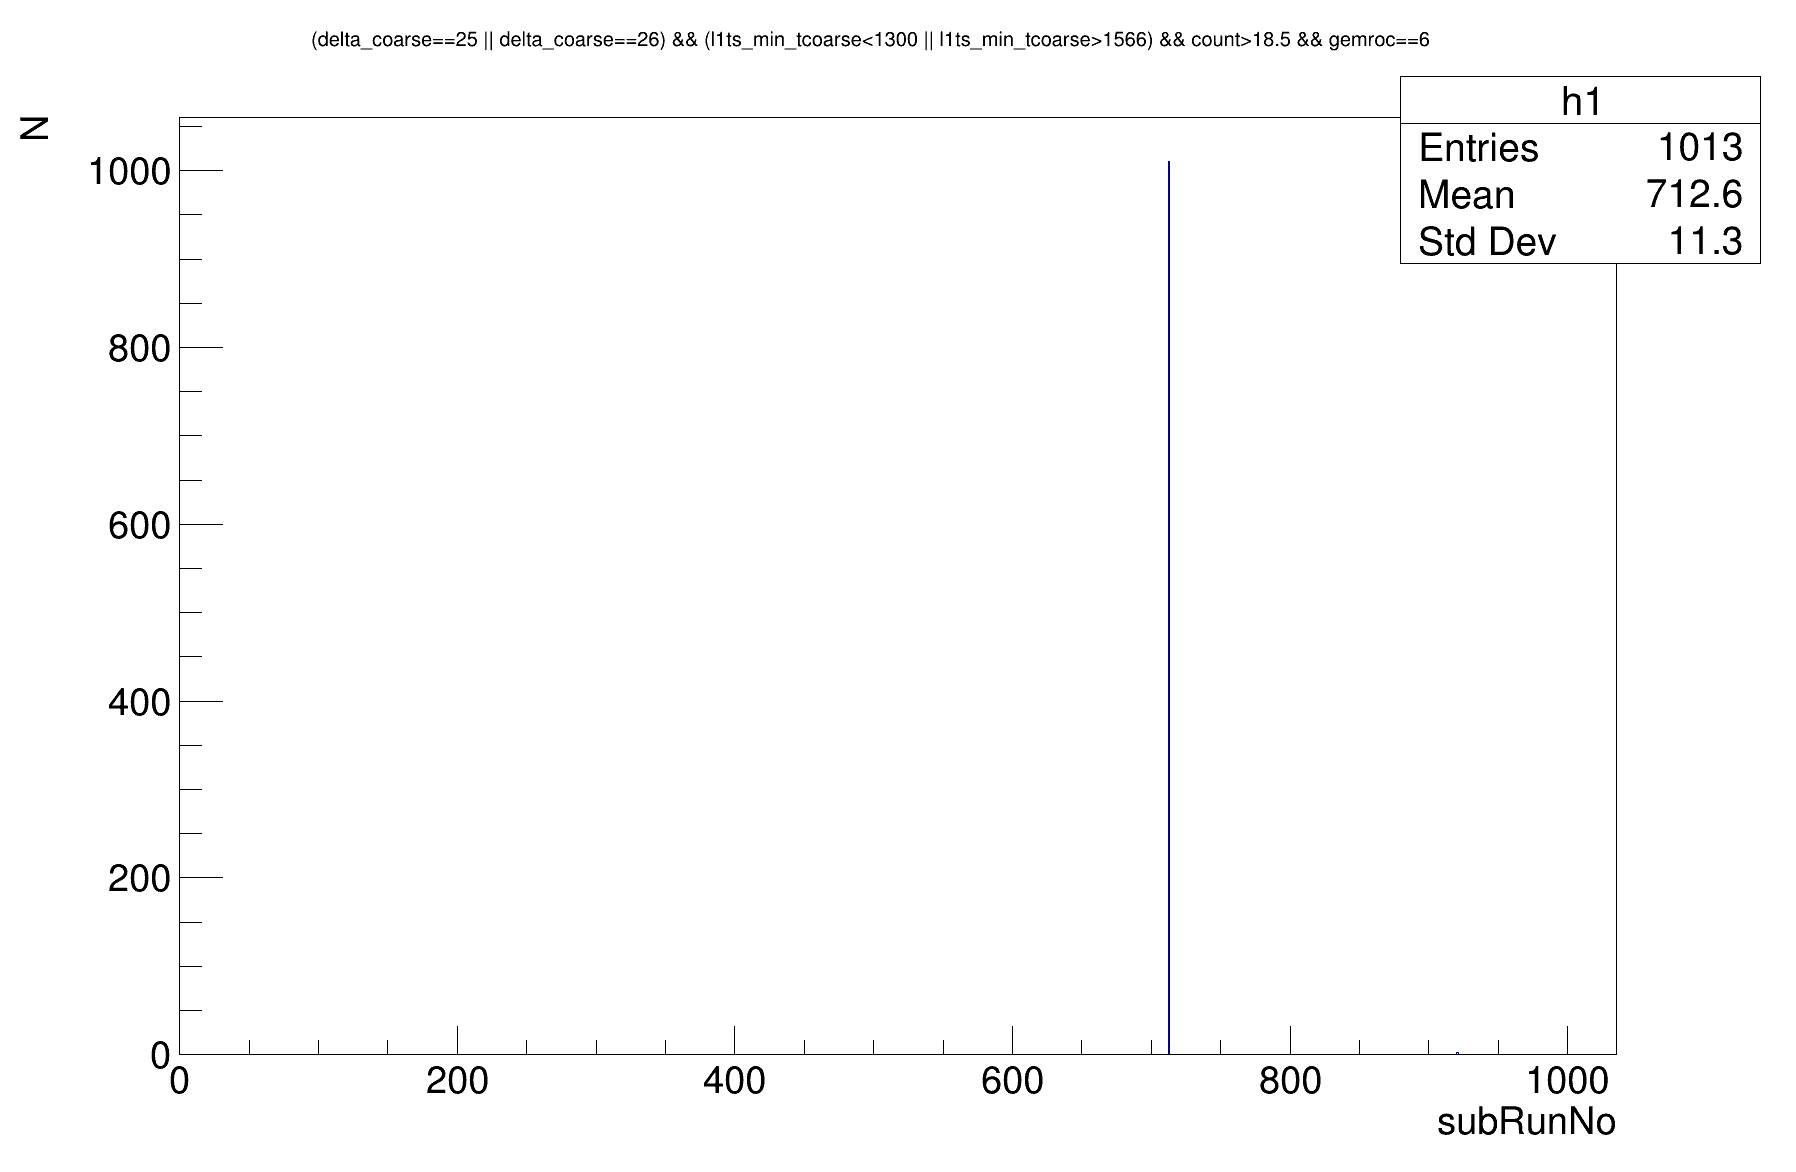 (delta_coarse==25 || delta_coarse==26) && (l1ts_min_tcoarse<1300 || l1ts_min_tcoarse>1566) && count>18.5 && gemroc==6
h1
Entries 1013
Mean 712.6
Std Dev 11.3
N
1000
800
600
400
200
0
0 200 400 600 800 1000
subRunNo